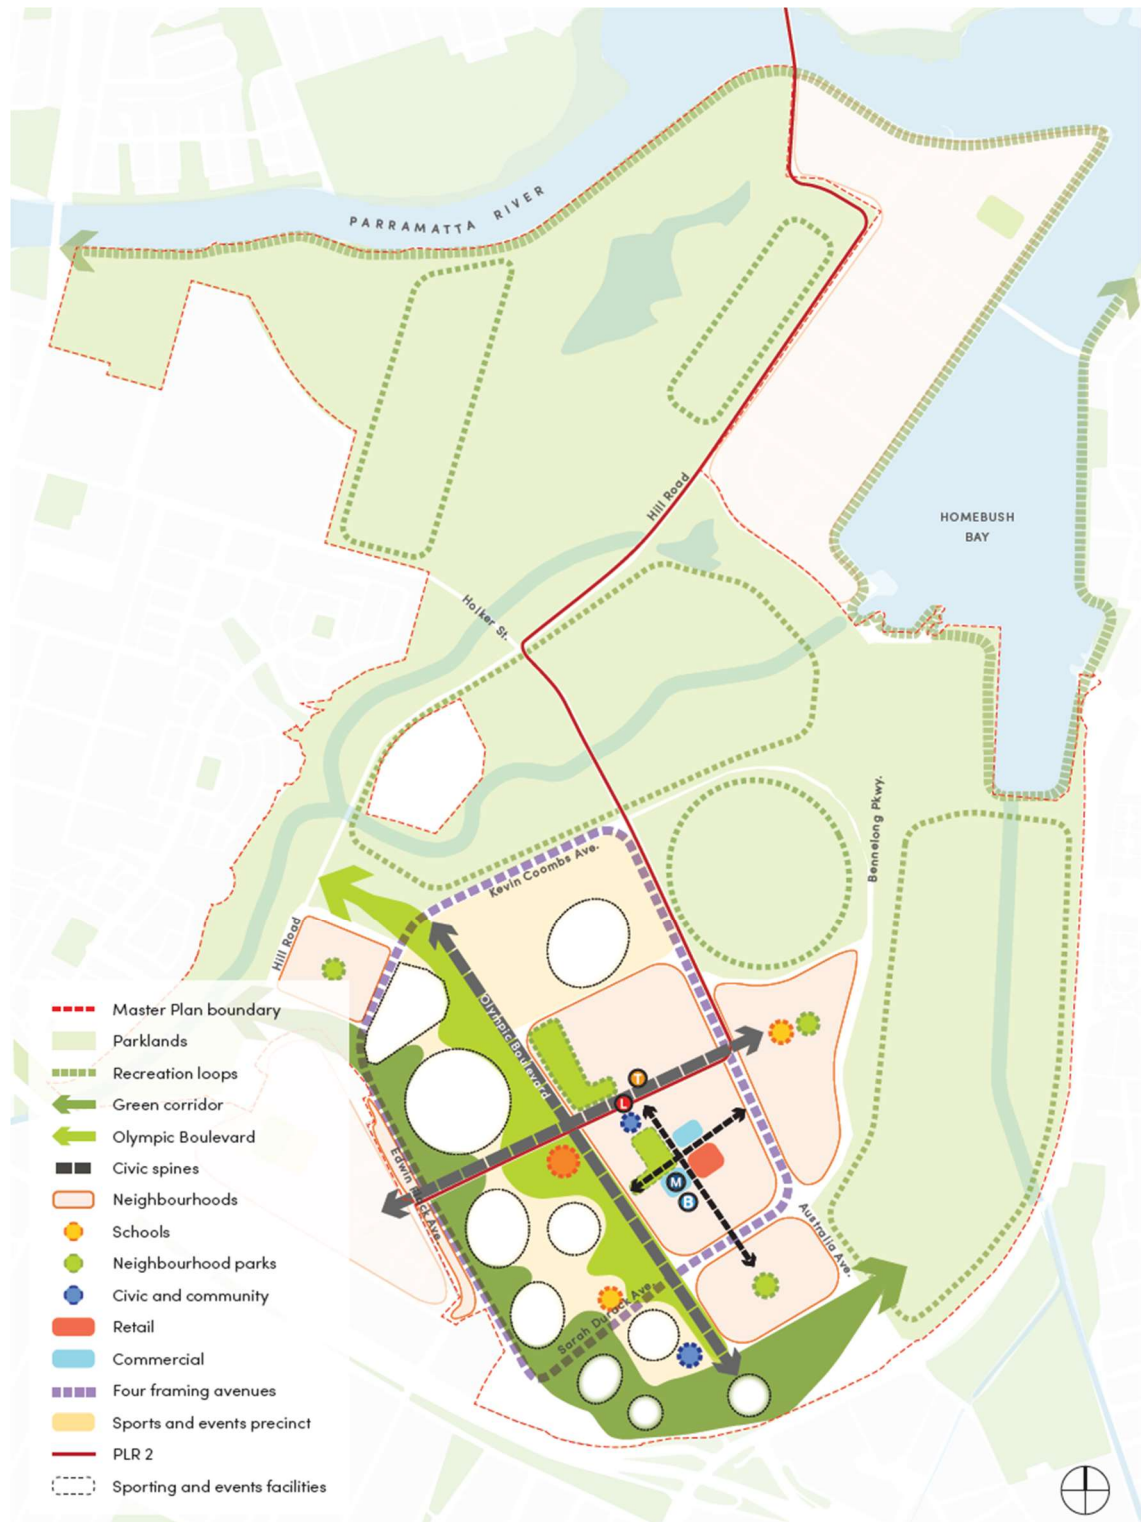 PARRAMATTA RIVER
Hill Road
HOMEBUSH
BAY
Holker St.
Bennelong Pkwy.
Kevin Coombs Ave.
Hill Road
Olympic Boulevard
T
L
M
B
Edwin Flack Ave.
Australia Ave.
Sarah Durack Ave.
Master Plan boundary
Parklands
Recreation loops
Green corridor
Olympic Boulevard
Civic spines
Neighbourhoods
Schools
Neighbourhood parks
Civic and community
Retail
Commercial
Four framing avenues
Sports and events precinct
PLR 2
Sporting and events facilities